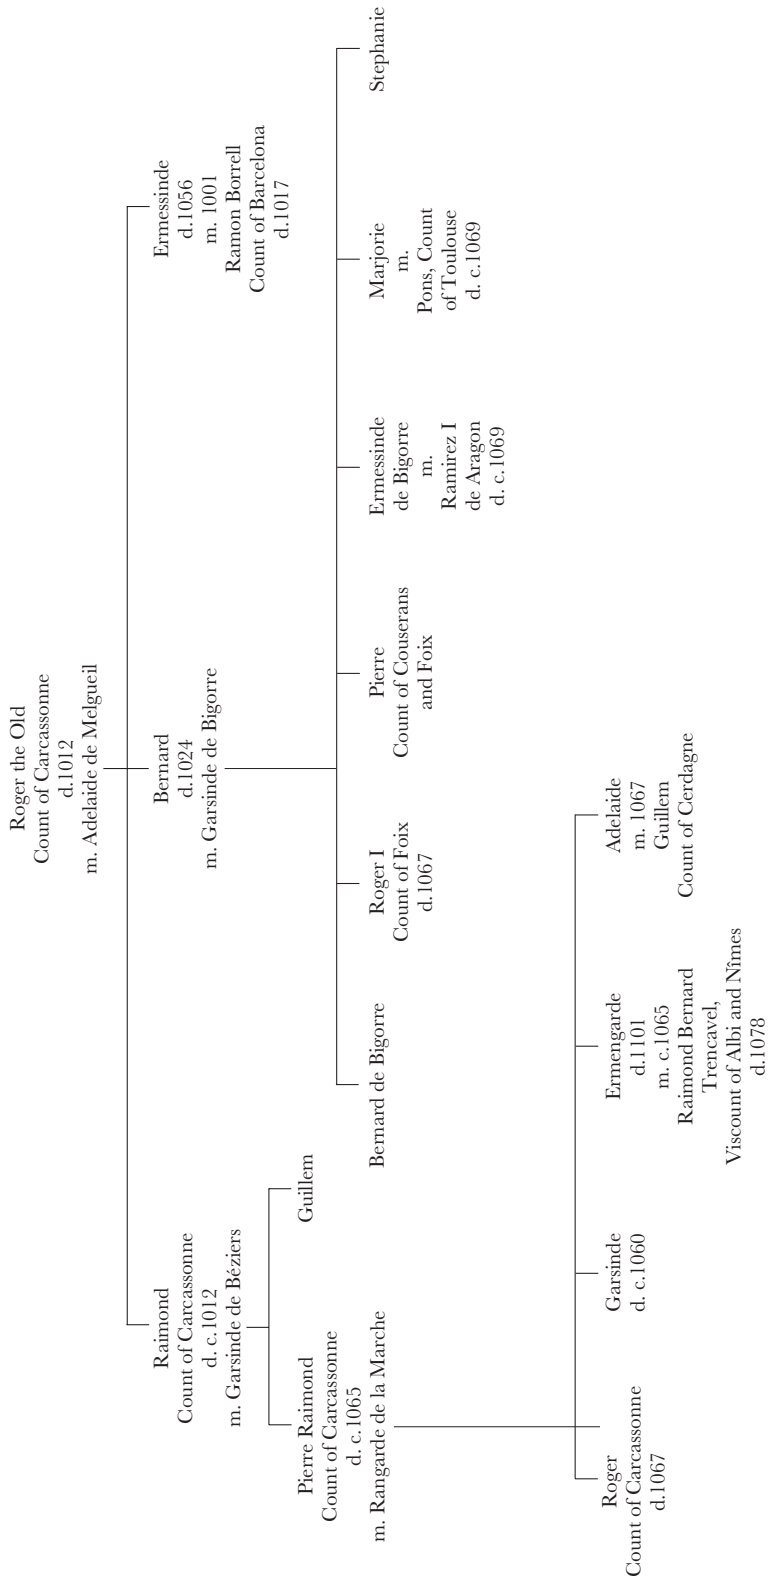 Roger the Old
Count of Carcassonne
d.1012
m. Adelaide de Melgueil
Raimond
Count of Carcassonne
d. c.1012
m. Garsinde de Béziers
Bernard
d.1024
m. Garsinde de Bigorre
Ermessinde
d.1056
m. 1001
Ramon Borrell
Count of Barcelona
d.1017
Pierre Raimond
Count of Carcassonne
d. c.1065
m. Rangarde de la Marche
Guillem
Bernard de Bigorre
Roger I
Count of Foix
d.1067
Pierre
Count of Couserans
and Foix
Ermessinde
de Bigorre
m.
Ramirez I
de Aragon
d. c.1069
Marjorie
m.
Pons, Count
of Toulouse
d. c.1069
Stephanie
Roger
Count of Carcassonne
d.1067
Garsinde
d. c.1060
Ermengarde
d.1101
m. c.1065
Raimond Bernard
Trencavel,
Viscount of Albi and Nîmes
d.1078
Adelaide
m. 1067
Guillem
Count of Cerdagne